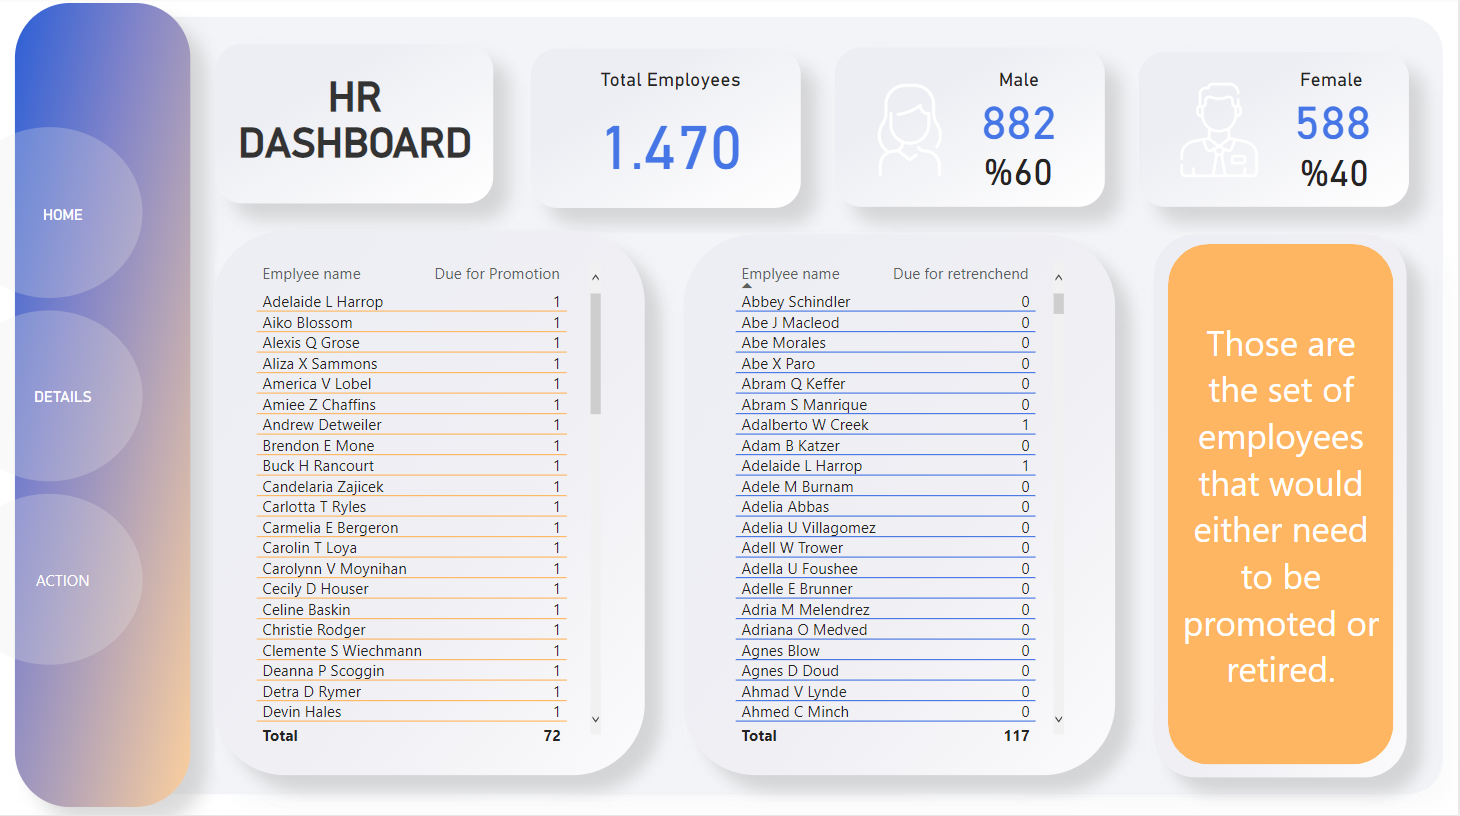 HR
DASHBOARD
Total Employees
1.470
Male
882
%60
Female
588
%40
HOME
DETAILS
ACTION
Emplyee name Due for Promotion
Adelaide L Harrop 1
Aiko Blossom 1
Alexis Q Grose 1
Aliza X Sammons 1
America V Lobel 1
Amiee Z Chaffins 1
Andrew Detweiler 1
Brendon E Mone 1
Buck H Rancourt 1
Candelaria Zajicek 1
Carlotta T Ryles 1
Carmelia E Bergeron 1
Carolin T Loya 1
Carolynn V Moynihan 1
Cecily D Houser 1
Celine Baskin 1
Christie Rodger 1
Clemente S Wiechmann 1
Deanna P Scoggin 1
Detra D Rymer 1
Devin Hales 1
Total 72
Emplyee name Due for retrenchend
Abbey Schindler 0
Abe J Macleod 0
Abe Morales 0
Abe X Paro 0
Abram Q Keffer 0
Abram S Manrique 0
Adalberto W Creek 1
Adam B Katzer 0
Adelaide L Harrop 1
Adele M Burnam 0
Adelia Abbas 0
Adelia U Villagomez 0
Adell W Trower 0
Adella U Foushee 0
Adelle E Brunner 0
Adria M Melendrez 0
Adriana O Medved 0
Agnes Blow 0
Agnes D Doud 0
Ahmad V Lynde 0
Ahmed C Minch 0
Total 117
Those are
the set of
employees
that would
either need
to be
promoted or
retired.